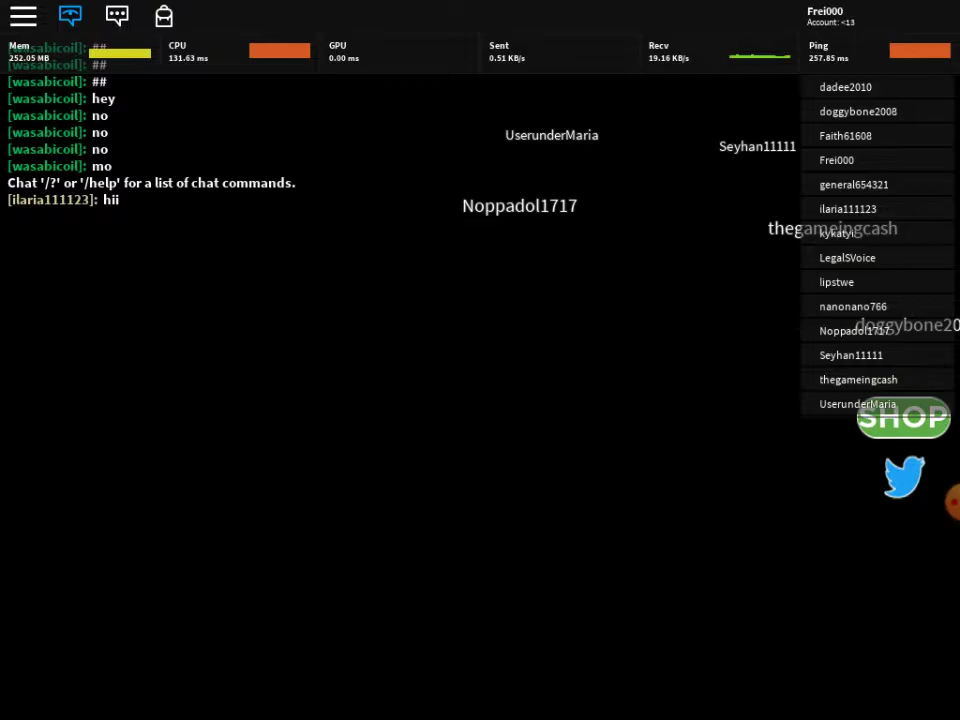 Frei000
Account: <13
Mem
252.05 MB
CPU
131.63 ms
GPU
0.00 ms
Sent
0.51 KB/s
Recv
19.16 KB/s
Ping
257.85 ms
[wasabicoil]: ##
[wasabicoil]: ##
[wasabicoil]: ##
[wasabicoil]: hey
[wasabicoil]: no
[wasabicoil]: no
[wasabicoil]: no
[wasabicoil]: mo
Chat '/?' or '/help' for a list of chat commands.
[ilaria111123]: hii
UserunderMaria
Seyhan11111
Noppadol1717
thegameingcash
doggybone20
dadee2010
doggybone2008
Faith61608
Frei000
general654321
ilaria111123
kykatyi
LegalSVoice
lipstwe
nanonano766
Noppadol1717
Seyhan11111
thegameingcash
UserunderMaria
SHOP